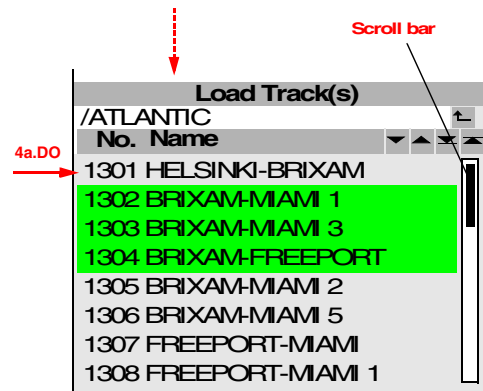 Scroll bar
Load Track(s)
/ATLANTIC
No. Name
4a.DO
1301 HELSINKI-BRIXAM
1302 BRIXAM-MIAMI 1
1303 BRIXAM-MIAMI 3
1304 BRIXAM-FREEPORT
1305 BRIXAM-MIAMI 2
1306 BRIXAM-MIAMI 5
1307 FREEPORT-MIAMI
1308 FREEPORT-MIAMI 1